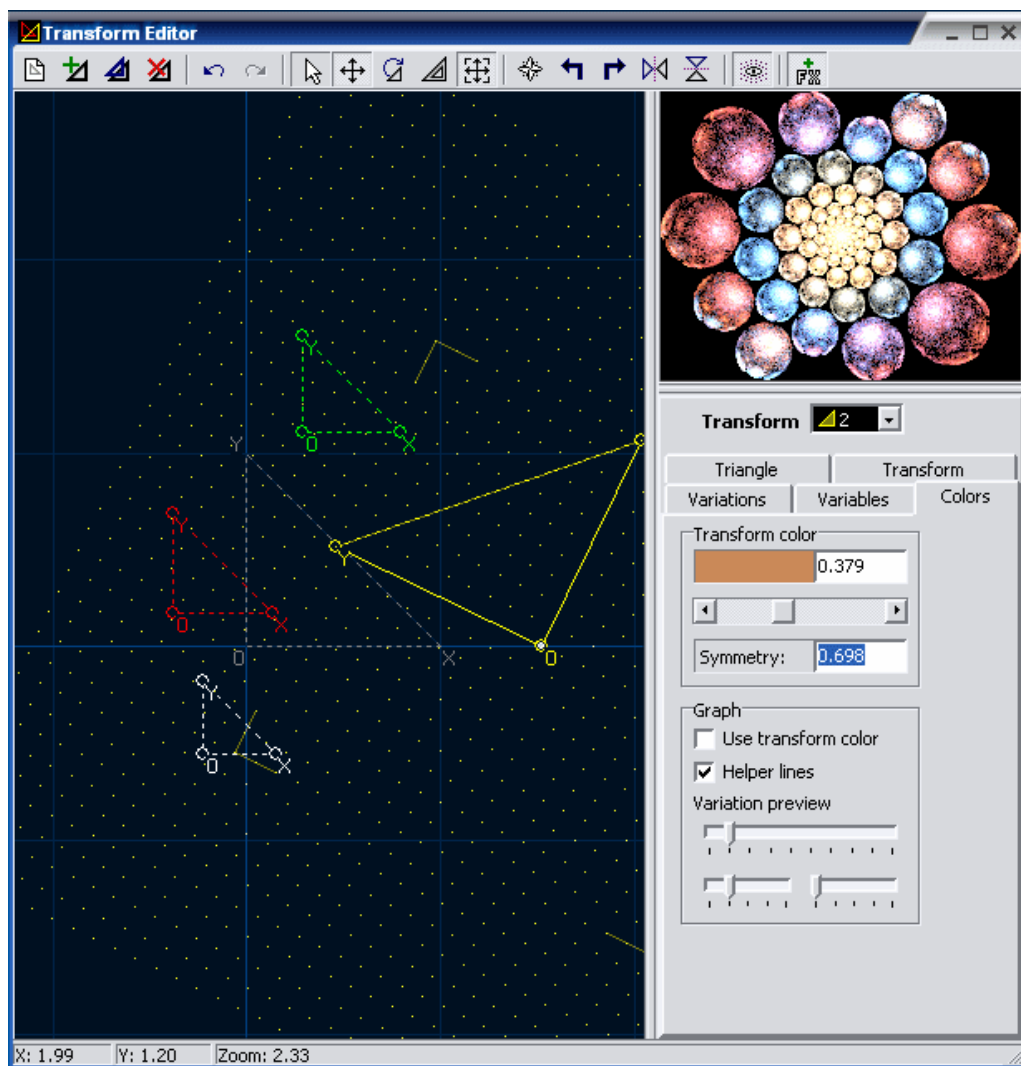 Transform Editor
FX
Y
O
X
Y
O
X
Y
O
X
Y
O
Y
O
X
Transform 2
Triangle Transform
Variations Variables Colors
Transform color
0.379
Symmetry: 0.698
Graph
Use transform color
Helper lines
Variation preview
X: 1.99 Y: 1.20 Zoom: 2.33